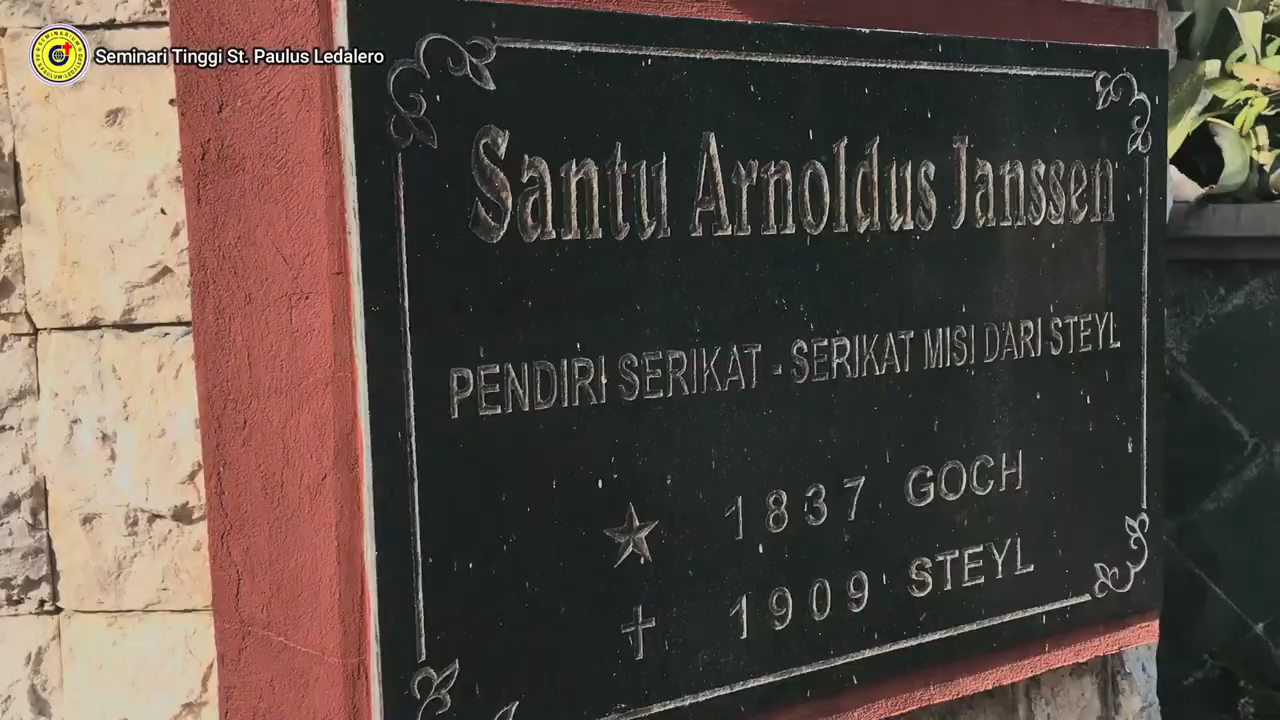 Seminari Tinggi St. Paulus Ledalero
Santu Arnoldus Janssen
PENDIRI SERIKAT - SERIKAT MISI DARI STEYL
1837 GOCH
1909 STEYL